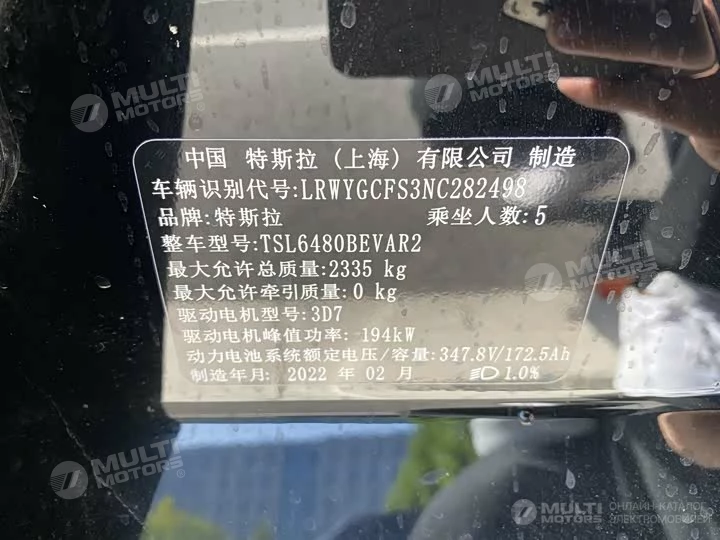 中国 特斯拉(上海)有限公司 制造
车辆识别代号:LRWYGCFS3NC282498
品牌:特斯拉 乘坐人数:5
整车型号:TSL6480BEVAR2
最大允许总质量:2335 kg
最大允许牵引质量:0 kg
驱动电机型号:3D7
驱动电机峰值功率: 194kW
动力电池系统额定电压/容量:347.8V/172.5Ah
制造年月: 2022 年 02 月 1.0%
MULTI MOTORS®
MULTI MOTORS®
MULTI MOTORS®
MULTI MOTORS®
MULTI MOTORS®
MULTI MOTORS ОНЛАЙН-КАТАЛОГ ЭЛЕКТРОМОБИЛЕЙ